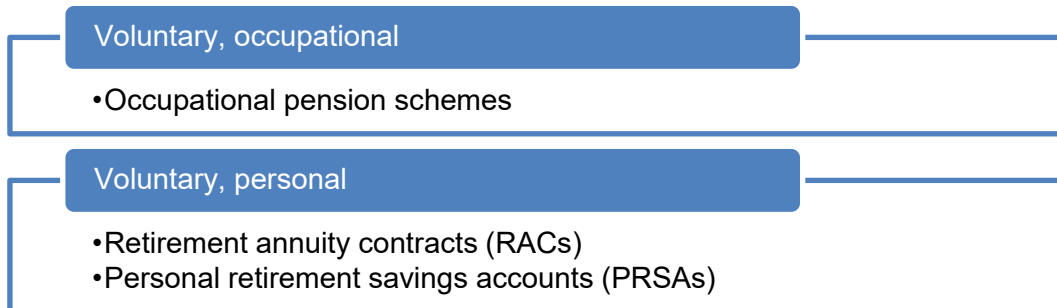 Voluntary, occupational
•Occupational pension schemes
Voluntary, personal
•Retirement annuity contracts (RACs)
•Personal retirement savings accounts (PRSAs)